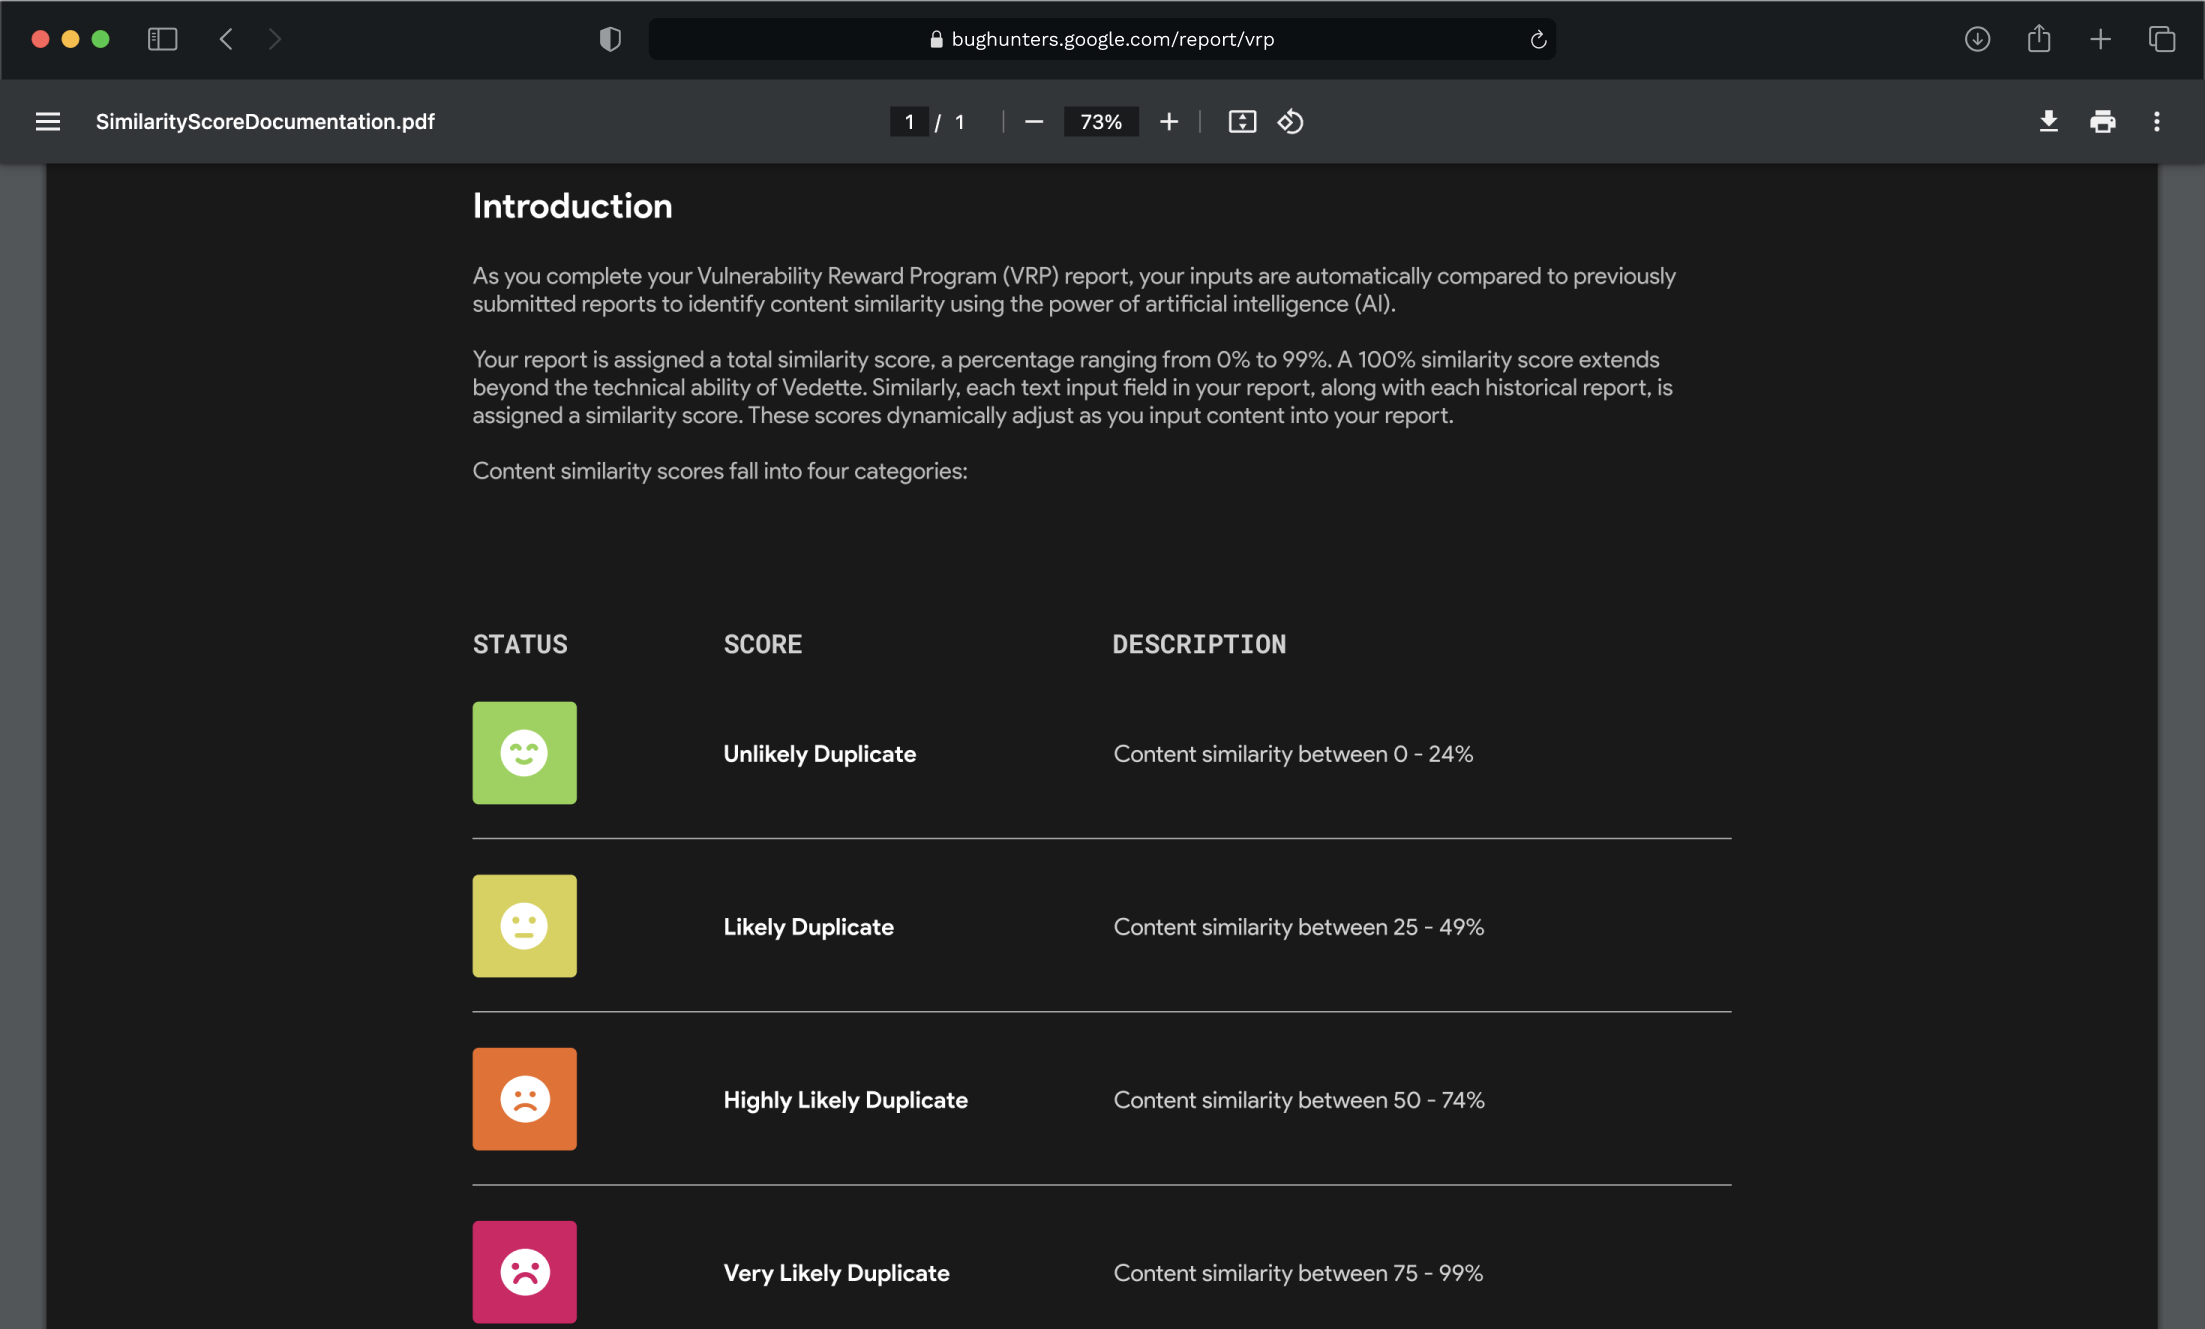 bughunters.google.com/report/vrp
SimilarityScoreDocumentation.pdf
1 / 1
73%
Introduction
As you complete your Vulnerability Reward Program (VRP) report, your inputs are automatically compared to previously
submitted reports to identify content similarity using the power of artificial intelligence (AI).
Your report is assigned a total similarity score, a percentage ranging from 0% to 99%. A 100% similarity score extends
beyond the technical ability of Vedette. Similarly, each text input field in your report, along with each historical report, is
assigned a similarity score. These scores dynamically adjust as you input content into your report.
Content similarity scores fall into four categories:
STATUS SCORE DESCRIPTION
Unlikely Duplicate Content similarity between 0 - 24%
Likely Duplicate Content similarity between 25 - 49%
Highly Likely Duplicate Content similarity between 50 - 74%
Very Likely Duplicate Content similarity between 75 - 99%